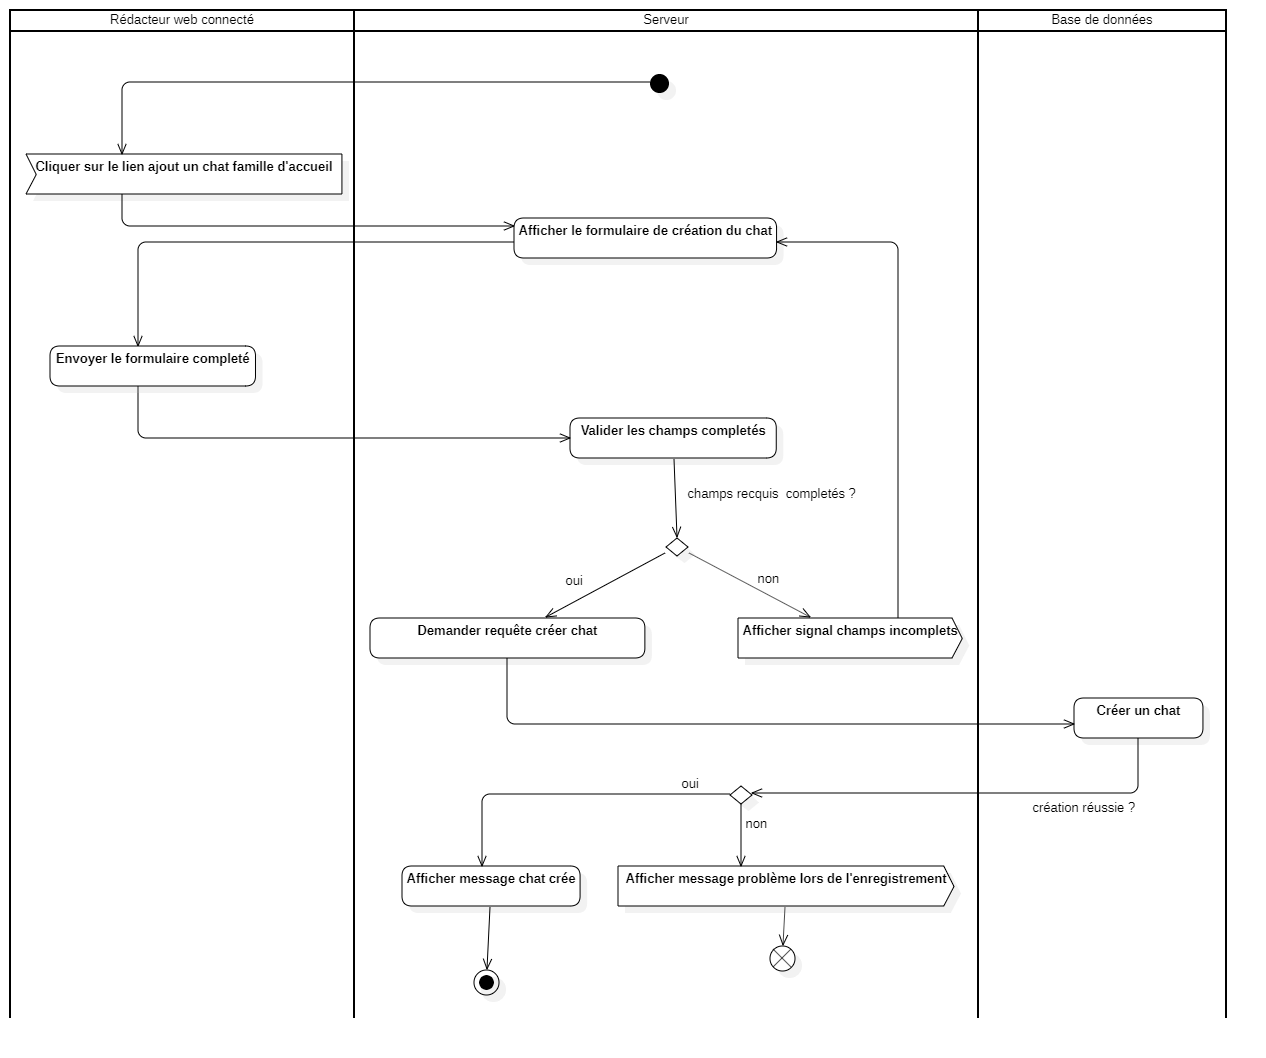 Rédacteur web connecté
Serveur
Base de données
Cliquer sur le lien ajout un chat famille d'accueil
Afficher le formulaire de création du chat
Envoyer le formulaire completé
Valider les champs completés
champs recquis  completés ?
oui
non
Demander requête créer chat
Afficher signal champs incomplets
Créer un chat
oui
création réussie ?
non
Afficher message chat crée
Afficher message problème lors de l'enregistrement